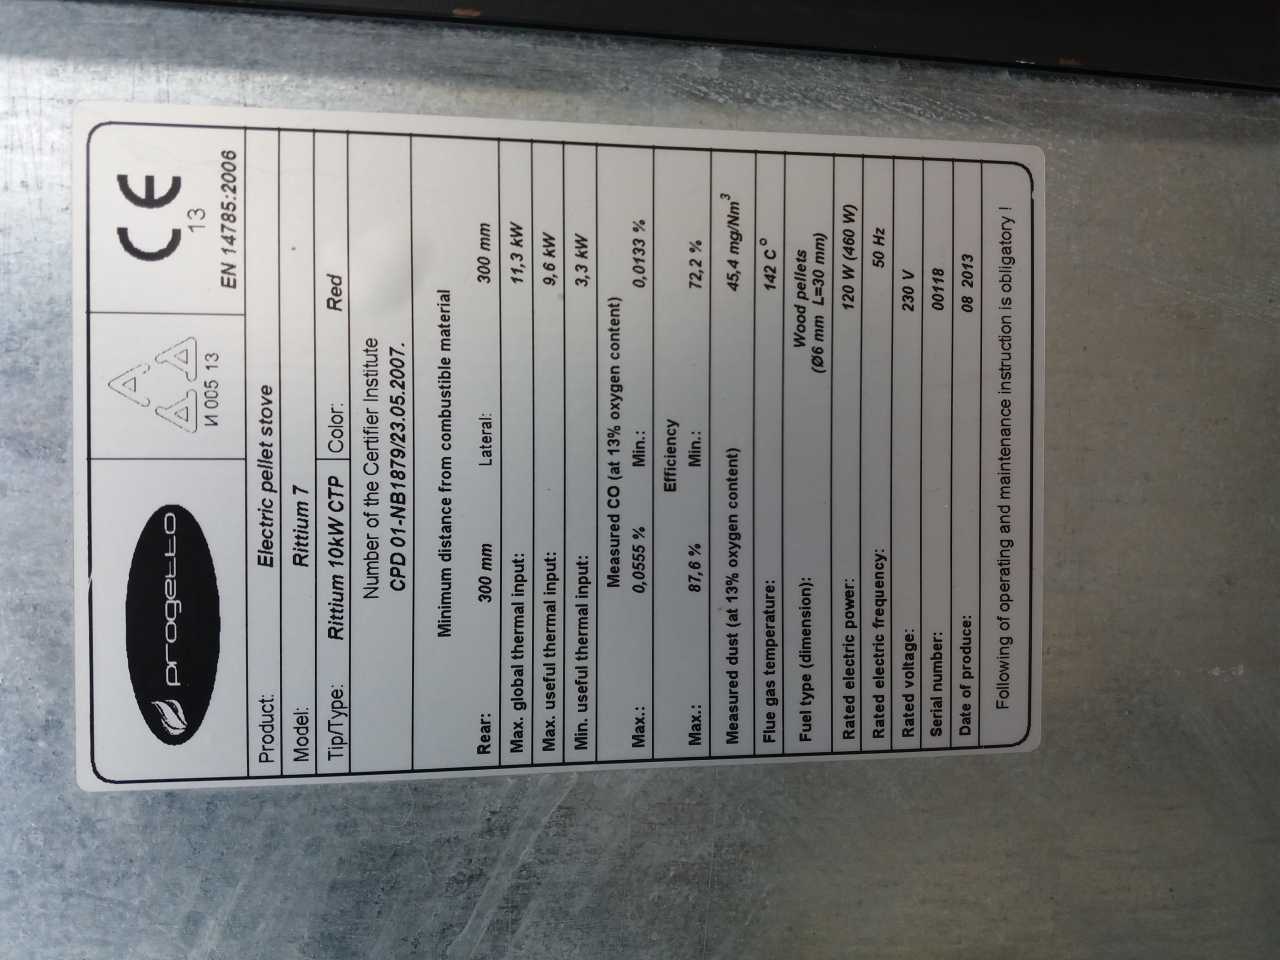 progetto
И 005 13
CE
13
EN 14785:2006
Product: Electric pellet stove
Model: Rittium 7
Tip/Type: Rittium 10kW CTP Color: Red
Number of the Certifier Institute
CPD 01-NB1879/23.05.2007.
Minimum distance from combustible material
Rear: 300 mm Lateral: 300 mm
Max. global thermal input: 11,3 kW
Max. useful thermal input: 9,6 kW
Min. useful thermal input: 3,3 kW
Measured CO (at 13% oxygen content)
Max.: 0,0555 % Min.: 0,0133 %
Efficiency
Max.: 87,6 % Min.: 72,2 %
Measured dust (at 13% oxygen content) 45,4 mg/Nm³
Flue gas temperature: 142 C°
Fuel type (dimension): Wood pellets
(Ø6 mm L=30 mm)
Rated electric power: 120 W (460 W)
Rated electric frequency: 50 Hz
Rated voltage: 230 V
Serial number: 00118
Date of produce: 08 2013
Following of operating and maintenance instruction is obligatory !